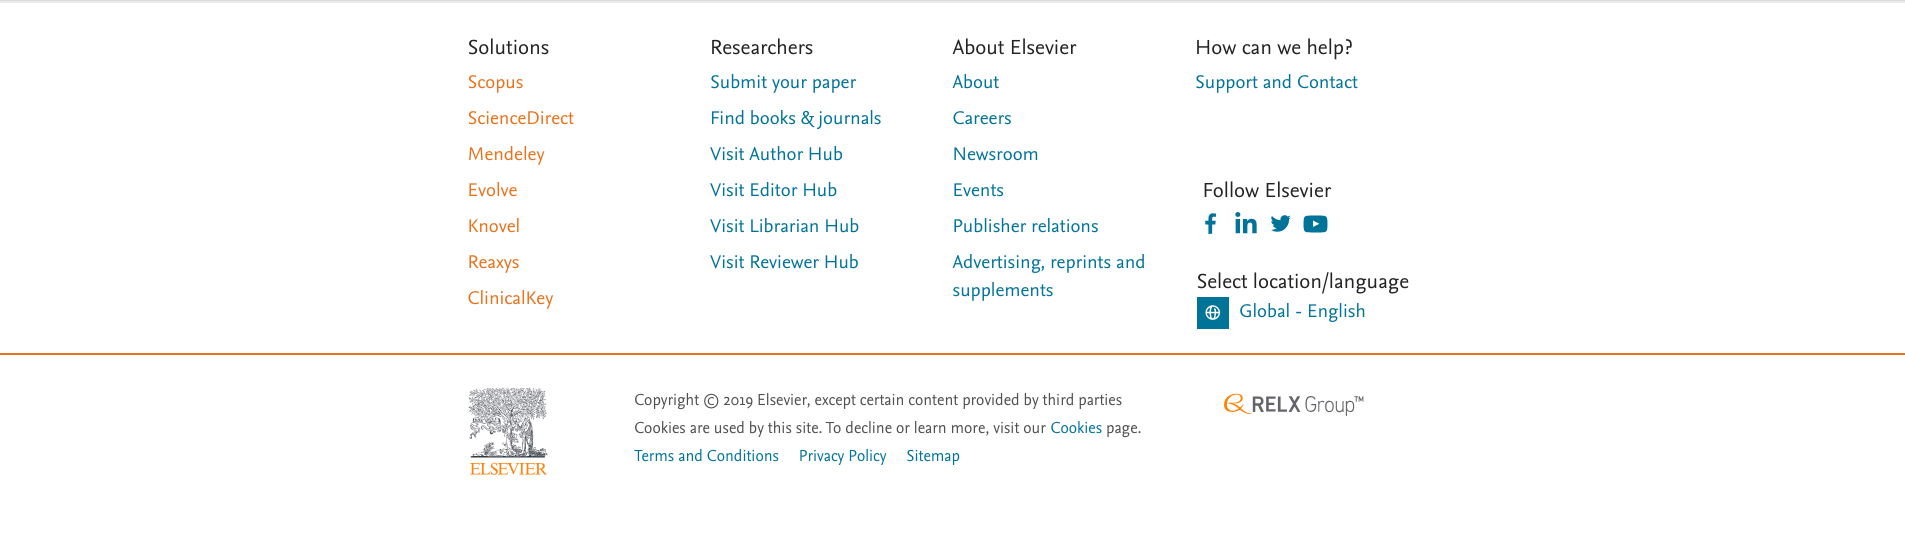 Solutions
Scopus
ScienceDirect
Mendeley
Evolve
Knovel
Reaxys
ClinicalKey
Researchers
Submit your paper
Find books & journals
Visit Author Hub
Visit Editor Hub
Visit Librarian Hub
Visit Reviewer Hub
About Elsevier
About
Careers
Newsroom
Events
Publisher relations
Advertising, reprints and
supplements
How can we help?
Support and Contact
Follow Elsevier
Select location/language
Global - English
ELSEVIER
Copyright © 2019 Elsevier, except certain content provided by third parties
Cookies are used by this site. To decline or learn more, visit our Cookies page.
Terms and Conditions Privacy Policy Sitemap
RELX Group™